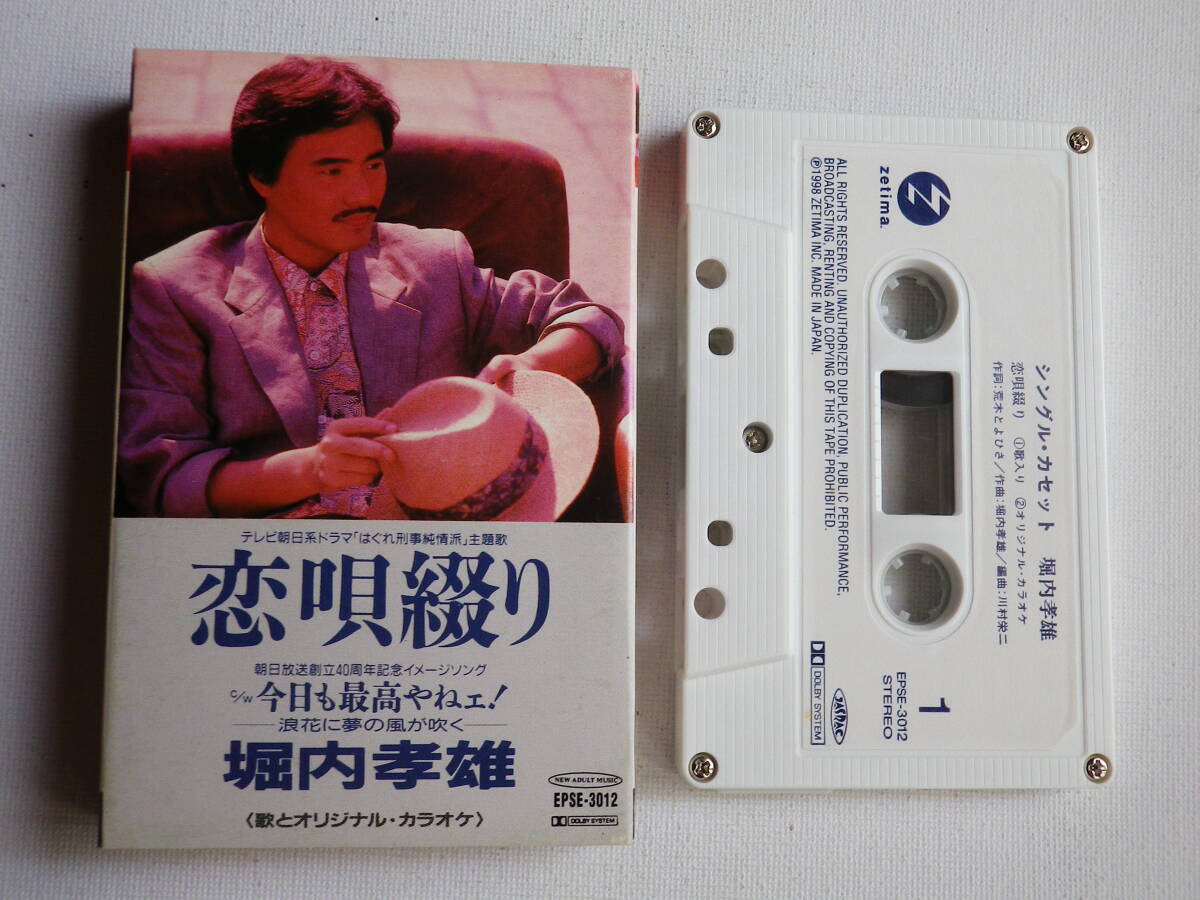 テレビ朝日系ドラマ「はぐれ刑事純情派」主題歌
恋唄綴り
朝日放送創立40周年記念イメージソング
c/w 今日も最高やねェ!
浪花に夢の風が吹く
堀内孝雄
〈歌とオリジナル・カラオケ〉
NEW ADULT MUSIC
EPSE-3012
DOLBY SYSTEM
シングル・カセット 堀内孝雄
恋唄綴り ①歌入り ②オリジナル・カラオケ
作詞:荒木とよひさ/作曲:堀内孝雄/編曲:川村栄二
zetima.
1
EPSE-3012
STEREO
JASRAC
DOLBY SYSTEM
ALL RIGHTS RESERVED. UNAUTHORIZED DUPLICATION, PUBLIC PERFORMANCE,
BROADCASTING, RENTING AND COPYING OF THIS TAPE PROHIBITED.
Ⓟ1998 ZETIMA INC. MADE IN JAPAN.